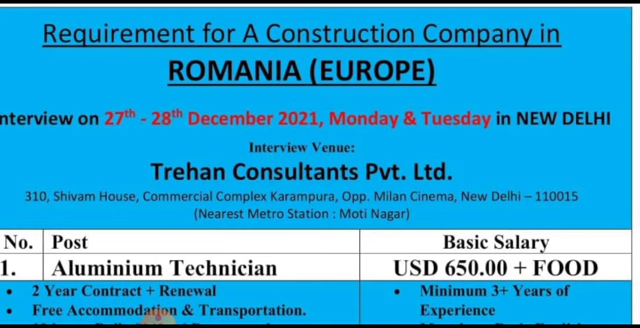 Requirement for A Construction Company in
ROMANIA (EUROPE)
nterview on 27th - 28th December 2021, Monday & Tuesday in NEW DELHI
Interview Venue:
Trehan Consultants Pvt. Ltd.
310, Shivam House, Commercial Complex Karampura, Opp. Milan Cinema, New Delhi – 110015
(Nearest Metro Station : Moti Nagar)
No. Post Basic Salary
1. Aluminium Technician USD 650.00 + FOOD
• 2 Year Contract + Renewal
• Free Accommodation & Transportation.
• Minimum 3+ Years of
Experience